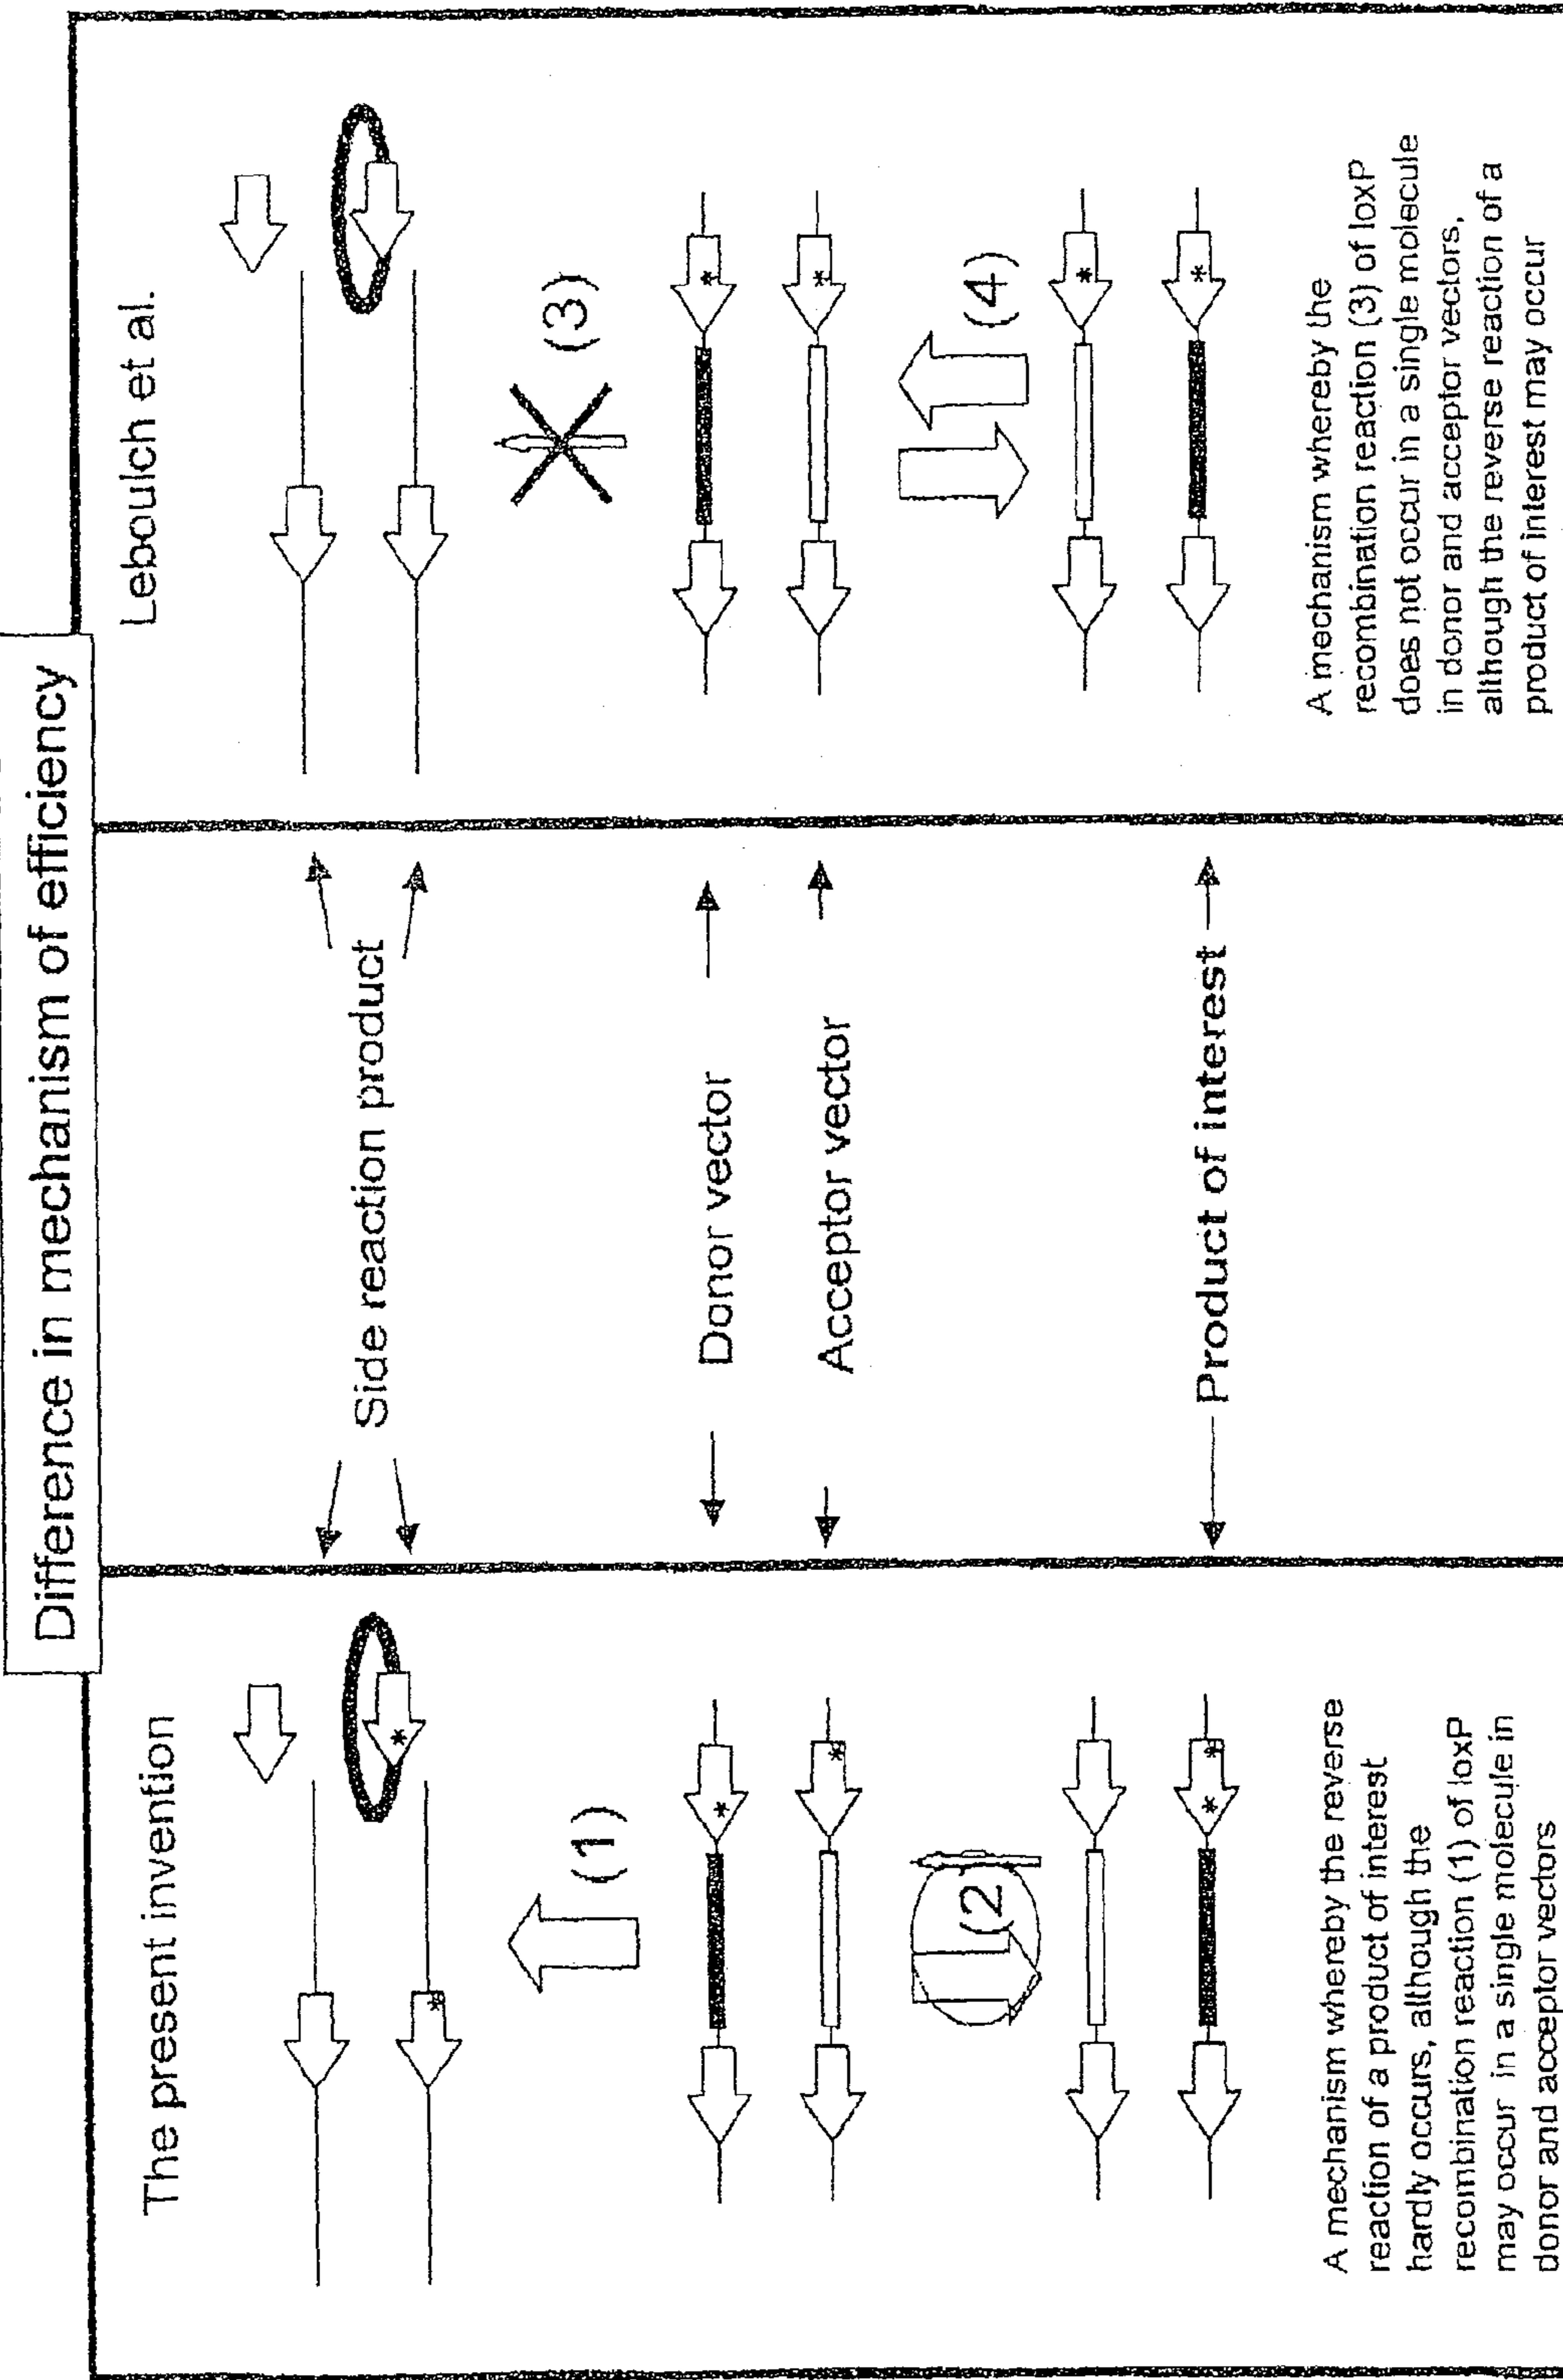 Difference in mechanism of efficiency
The present invention
(1)
(2)
A mechanism whereby the reverse
reaction of a product of interest
hardly occurs, although the
recombination reaction (1) of loxP
may occur in a single molecule in
donor and acceptor vectors
Side reaction product
Donor vector
Acceptor vector
Product of interest
Leboulch et al.
(3)
(4)
A mechanism whereby the
recombination reaction (3) of loxP
does not occur in a single molecule
in donor and acceptor vectors,
although the reverse reaction of a
product of interest may occur